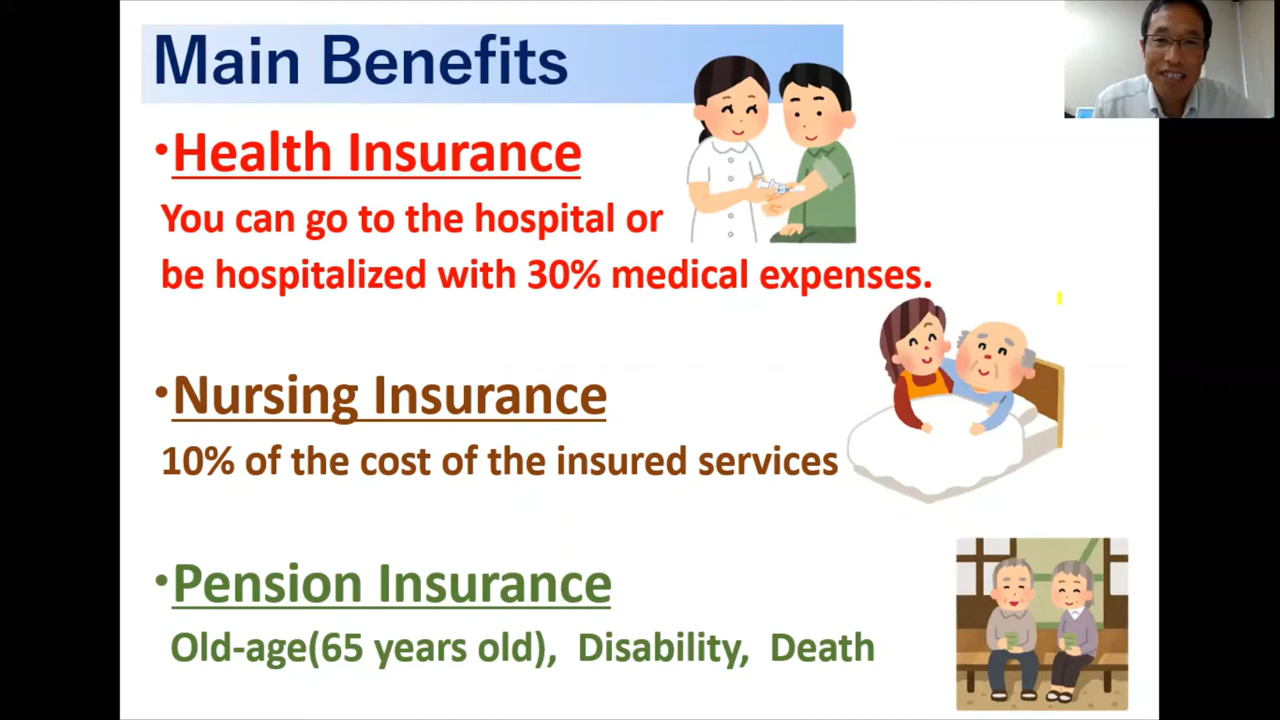 Main Benefits
・Health Insurance
You can go to the hospital or
be hospitalized with 30% medical expenses.
・Nursing Insurance
10% of the cost of the insured services
・Pension Insurance
Old-age(65 years old), Disability, Death